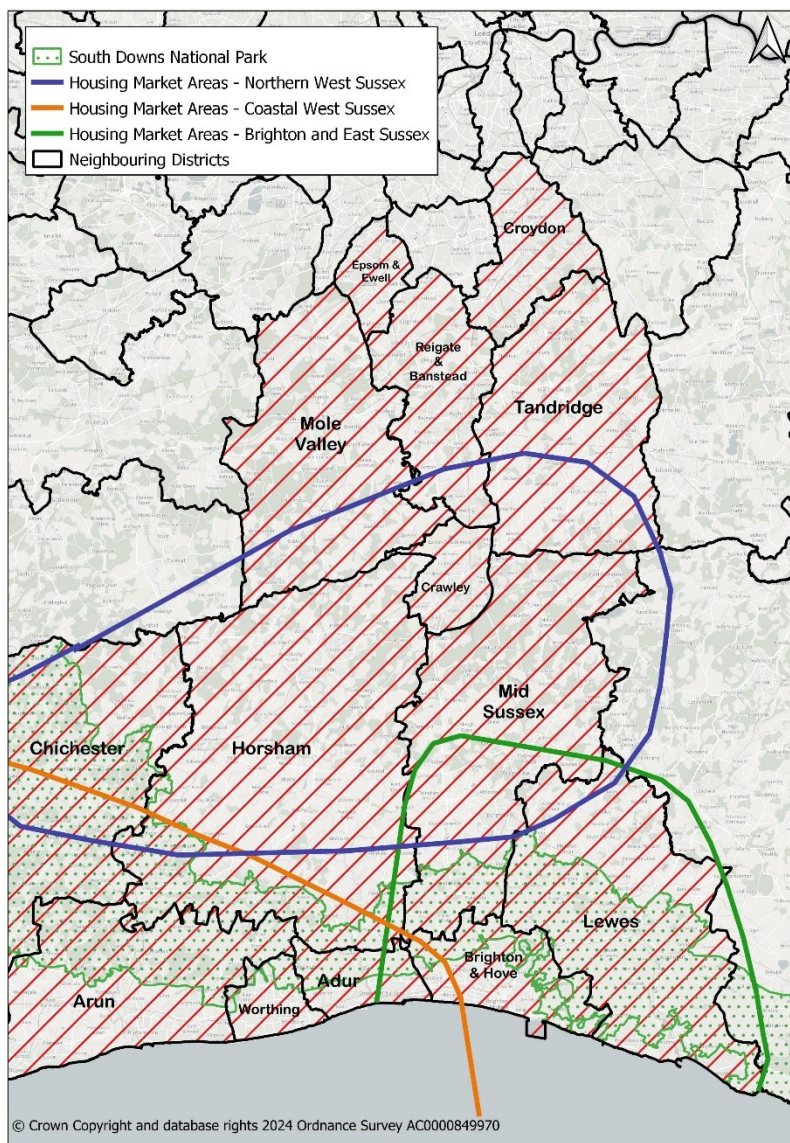 South Downs National Park
Housing Market Areas - Northern West Sussex
Housing Market Areas - Coastal West Sussex
Housing Market Areas - Brighton and East Sussex
Neighbouring Districts
Croydon
Epsom &
Ewell
Reigate
&
Banstead
Tandridge
Mole
Valley
Crawley
Mid
Sussex
Chichester
Horsham
Lewes
Brighton
& Hove
Adur
Arun
Worthing
© Crown Copyright and database rights 2024 Ordnance Survey AC0000849970